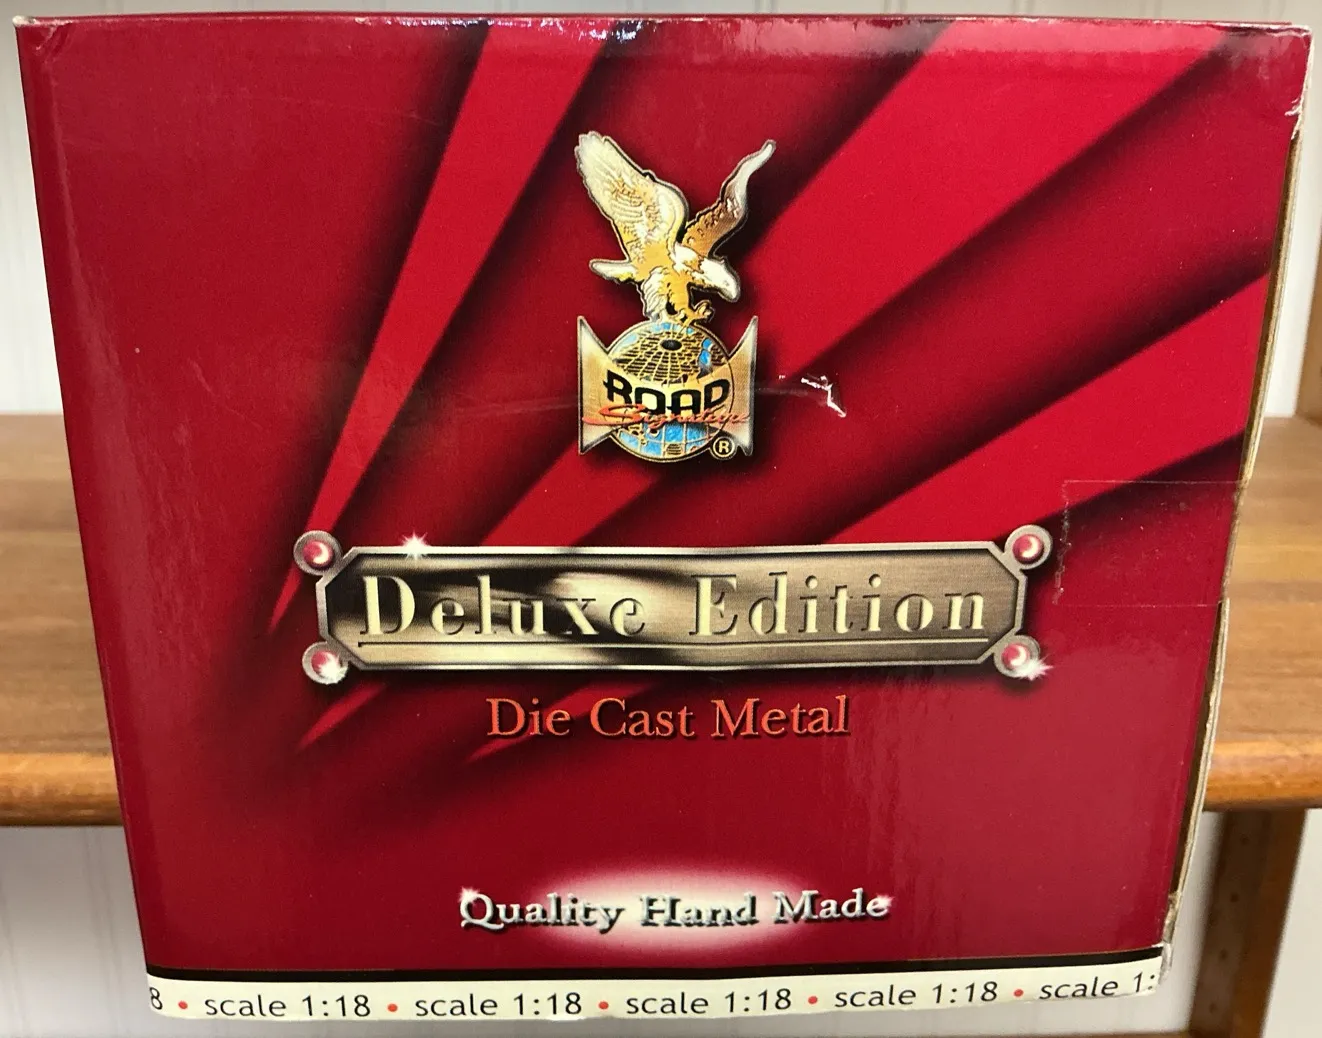 ROAD
Signature
®
Deluxe Edition
Die Cast Metal
Quality Hand Made
8 • scale 1:18 • scale 1:18 • scale 1:18 • scale 1:18 • scale 1: